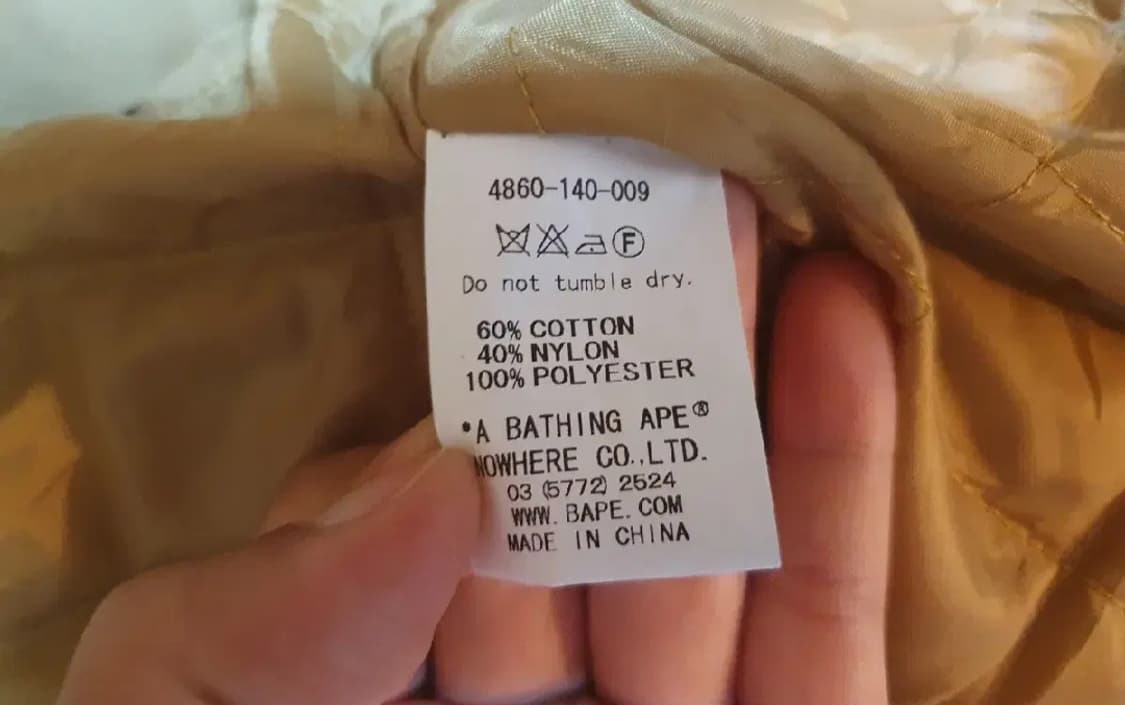 4860-140-009
F
Do not tumble dry.
60% COTTON
40% NYLON
100% POLYESTER
*A BATHING APE®
NOWHERE CO.,LTD.
03 (5772) 2524
WWW. BAPE. COM
MADE IN CHINA